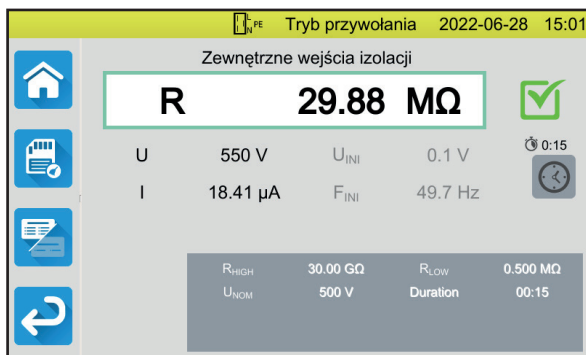 L N PE Tryb przywołania 2022-06-28 15:01
Zewnętrzne wejścia izolacji
R 29.88 MΩ
U 550 V U_INI 0.1 V 0:15
I 18.41 µA F_INI 49.7 Hz
R_HIGH 30.00 GΩ R_LOW 0.500 MΩ
U_NOM 500 V Duration 00:15